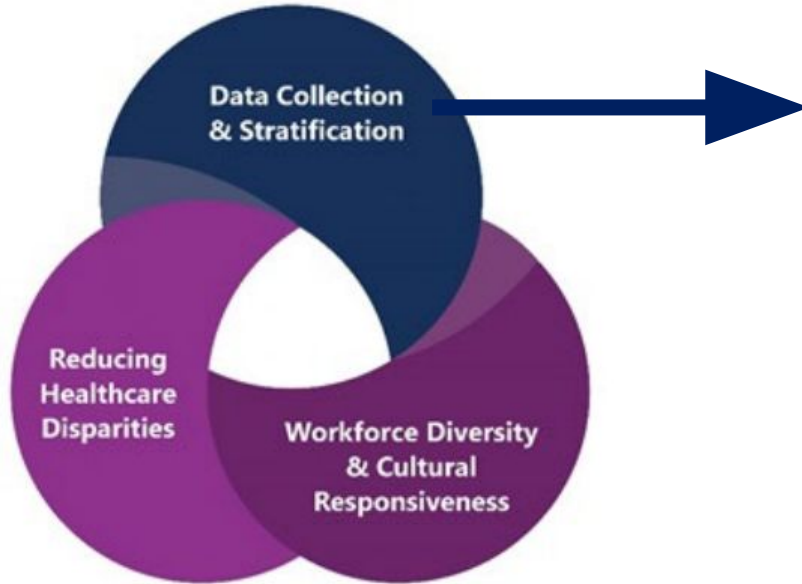 Data Collection
& Stratification
Reducing
Healthcare
Disparities
Workforce Diversity
& Cultural
Responsiveness